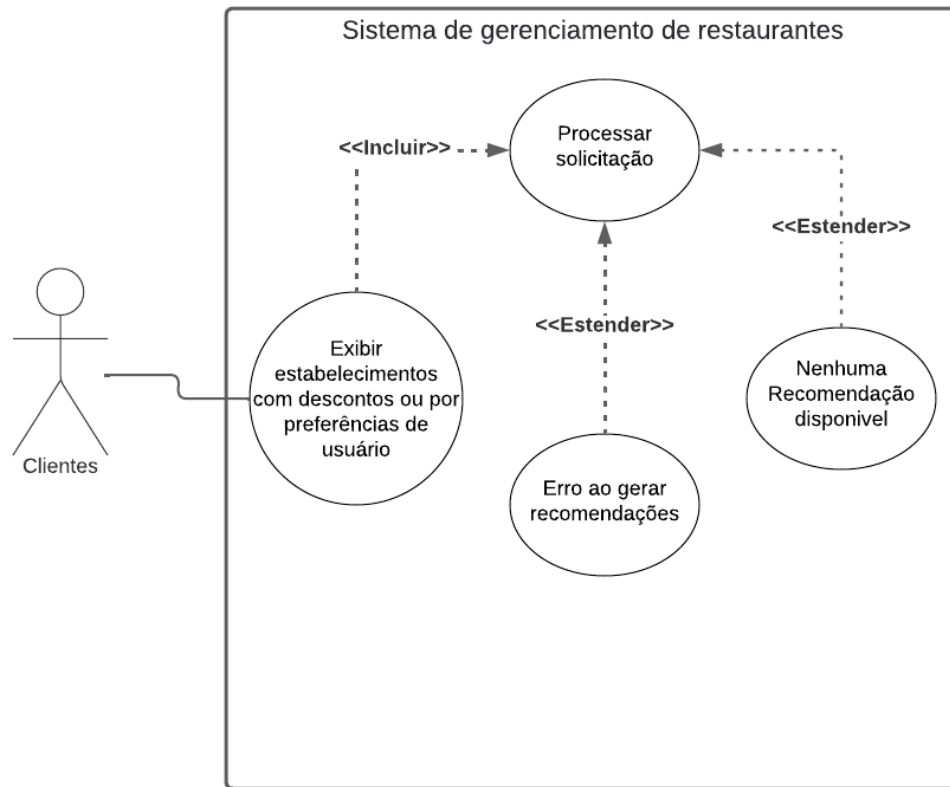 Sistema de gerenciamento de restaurantes
Processar
solicitação
<<Incluir>>
<<Estender>>
<<Estender>>
Exibir
estabelecimentos
com descontos ou por
preferências de
usuário
Nenhuma
Recomendação
disponivel
Clientes
Erro ao gerar
recomendações